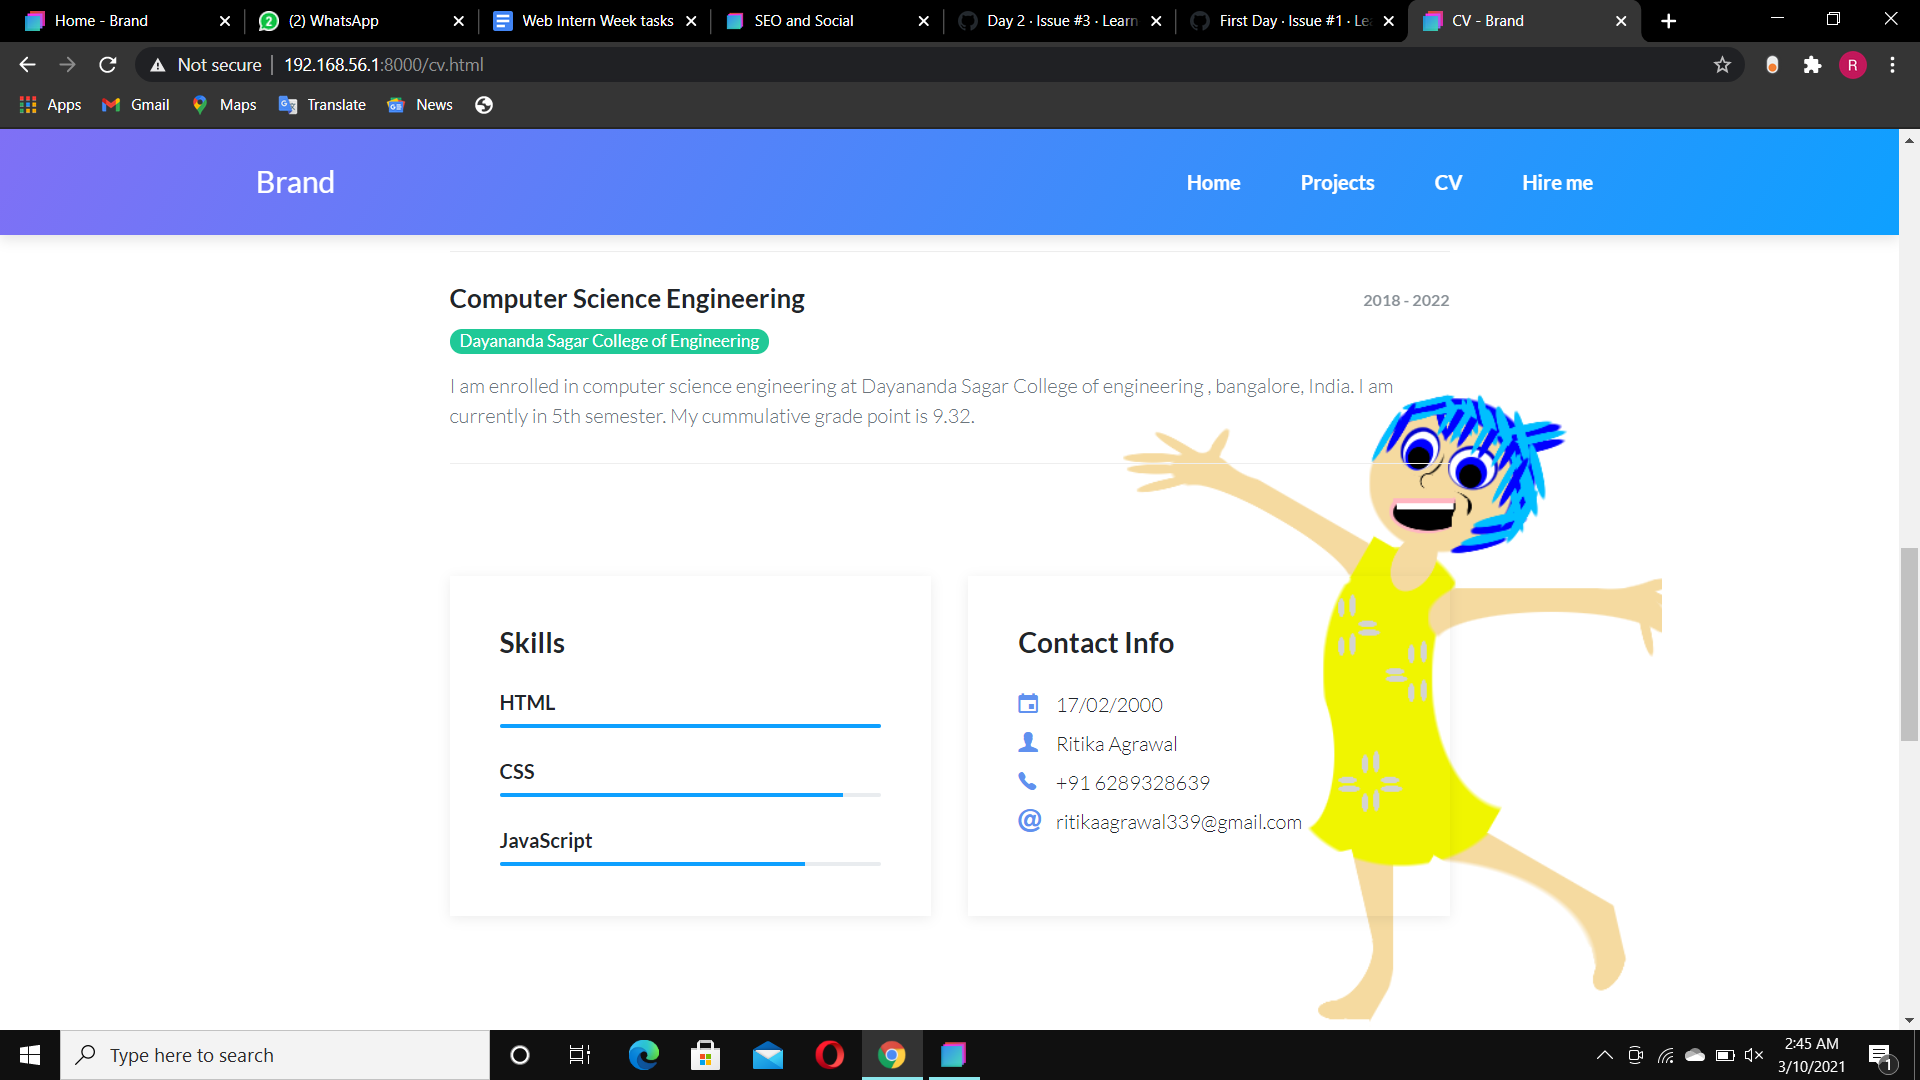 Home - Brand
(2) WhatsApp
Web Intern Week tasks
SEO and Social
Day 2 · Issue #3 · Learn
First Day · Issue #1 · Le
CV - Brand
Not secure
192.168.56.1:8000/cv.html
R
Apps
Gmail
Maps
Translate
News
Brand
Home
Projects
CV
Hire me
Computer Science Engineering
2018 - 2022
Dayananda Sagar College of Engineering
I am enrolled in computer science engineering at Dayananda Sagar College of engineering , bangalore, India. I am
currently in 5th semester. My cummulative grade point is 9.32.
Skills
HTML
CSS
JavaScript
Contact Info
17/02/2000
Ritika Agrawal
+91 6289328639
ritikaagrawal339@gmail.com
Type here to search
2:45 AM
3/10/2021
1